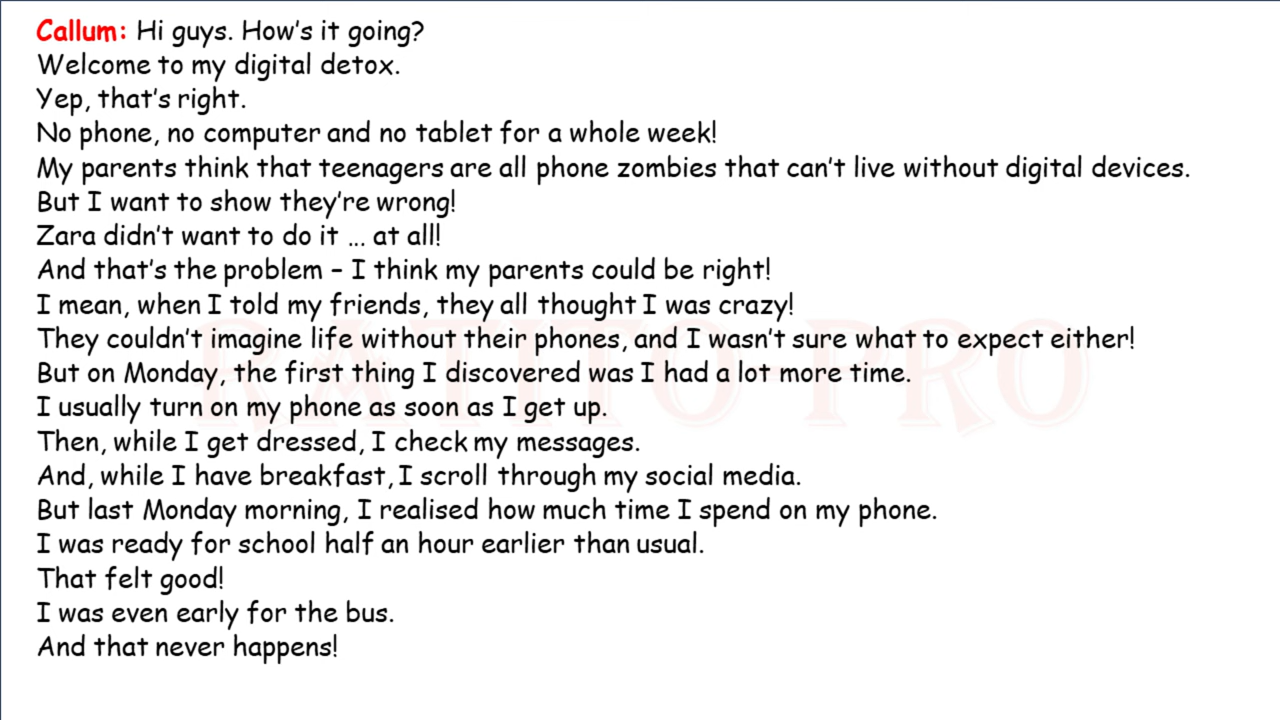 Callum: Hi guys. How's it going?
Welcome to my digital detox.
Yep, that's right.
No phone, no computer and no tablet for a whole week!
My parents think that teenagers are all phone zombies that can't live without digital devices.
But I want to show they're wrong!
Zara didn't want to do it ... at all!
And that's the problem – I think my parents could be right!
I mean, when I told my friends, they all thought I was crazy!
They couldn't imagine life without their phones, and I wasn't sure what to expect either!
But on Monday, the first thing I discovered was I had a lot more time.
I usually turn on my phone as soon as I get up.
Then, while I get dressed, I check my messages.
And, while I have breakfast, I scroll through my social media.
But last Monday morning, I realised how much time I spend on my phone.
I was ready for school half an hour earlier than usual.
That felt good!
I was even early for the bus.
And that never happens!
RATITO-PRO